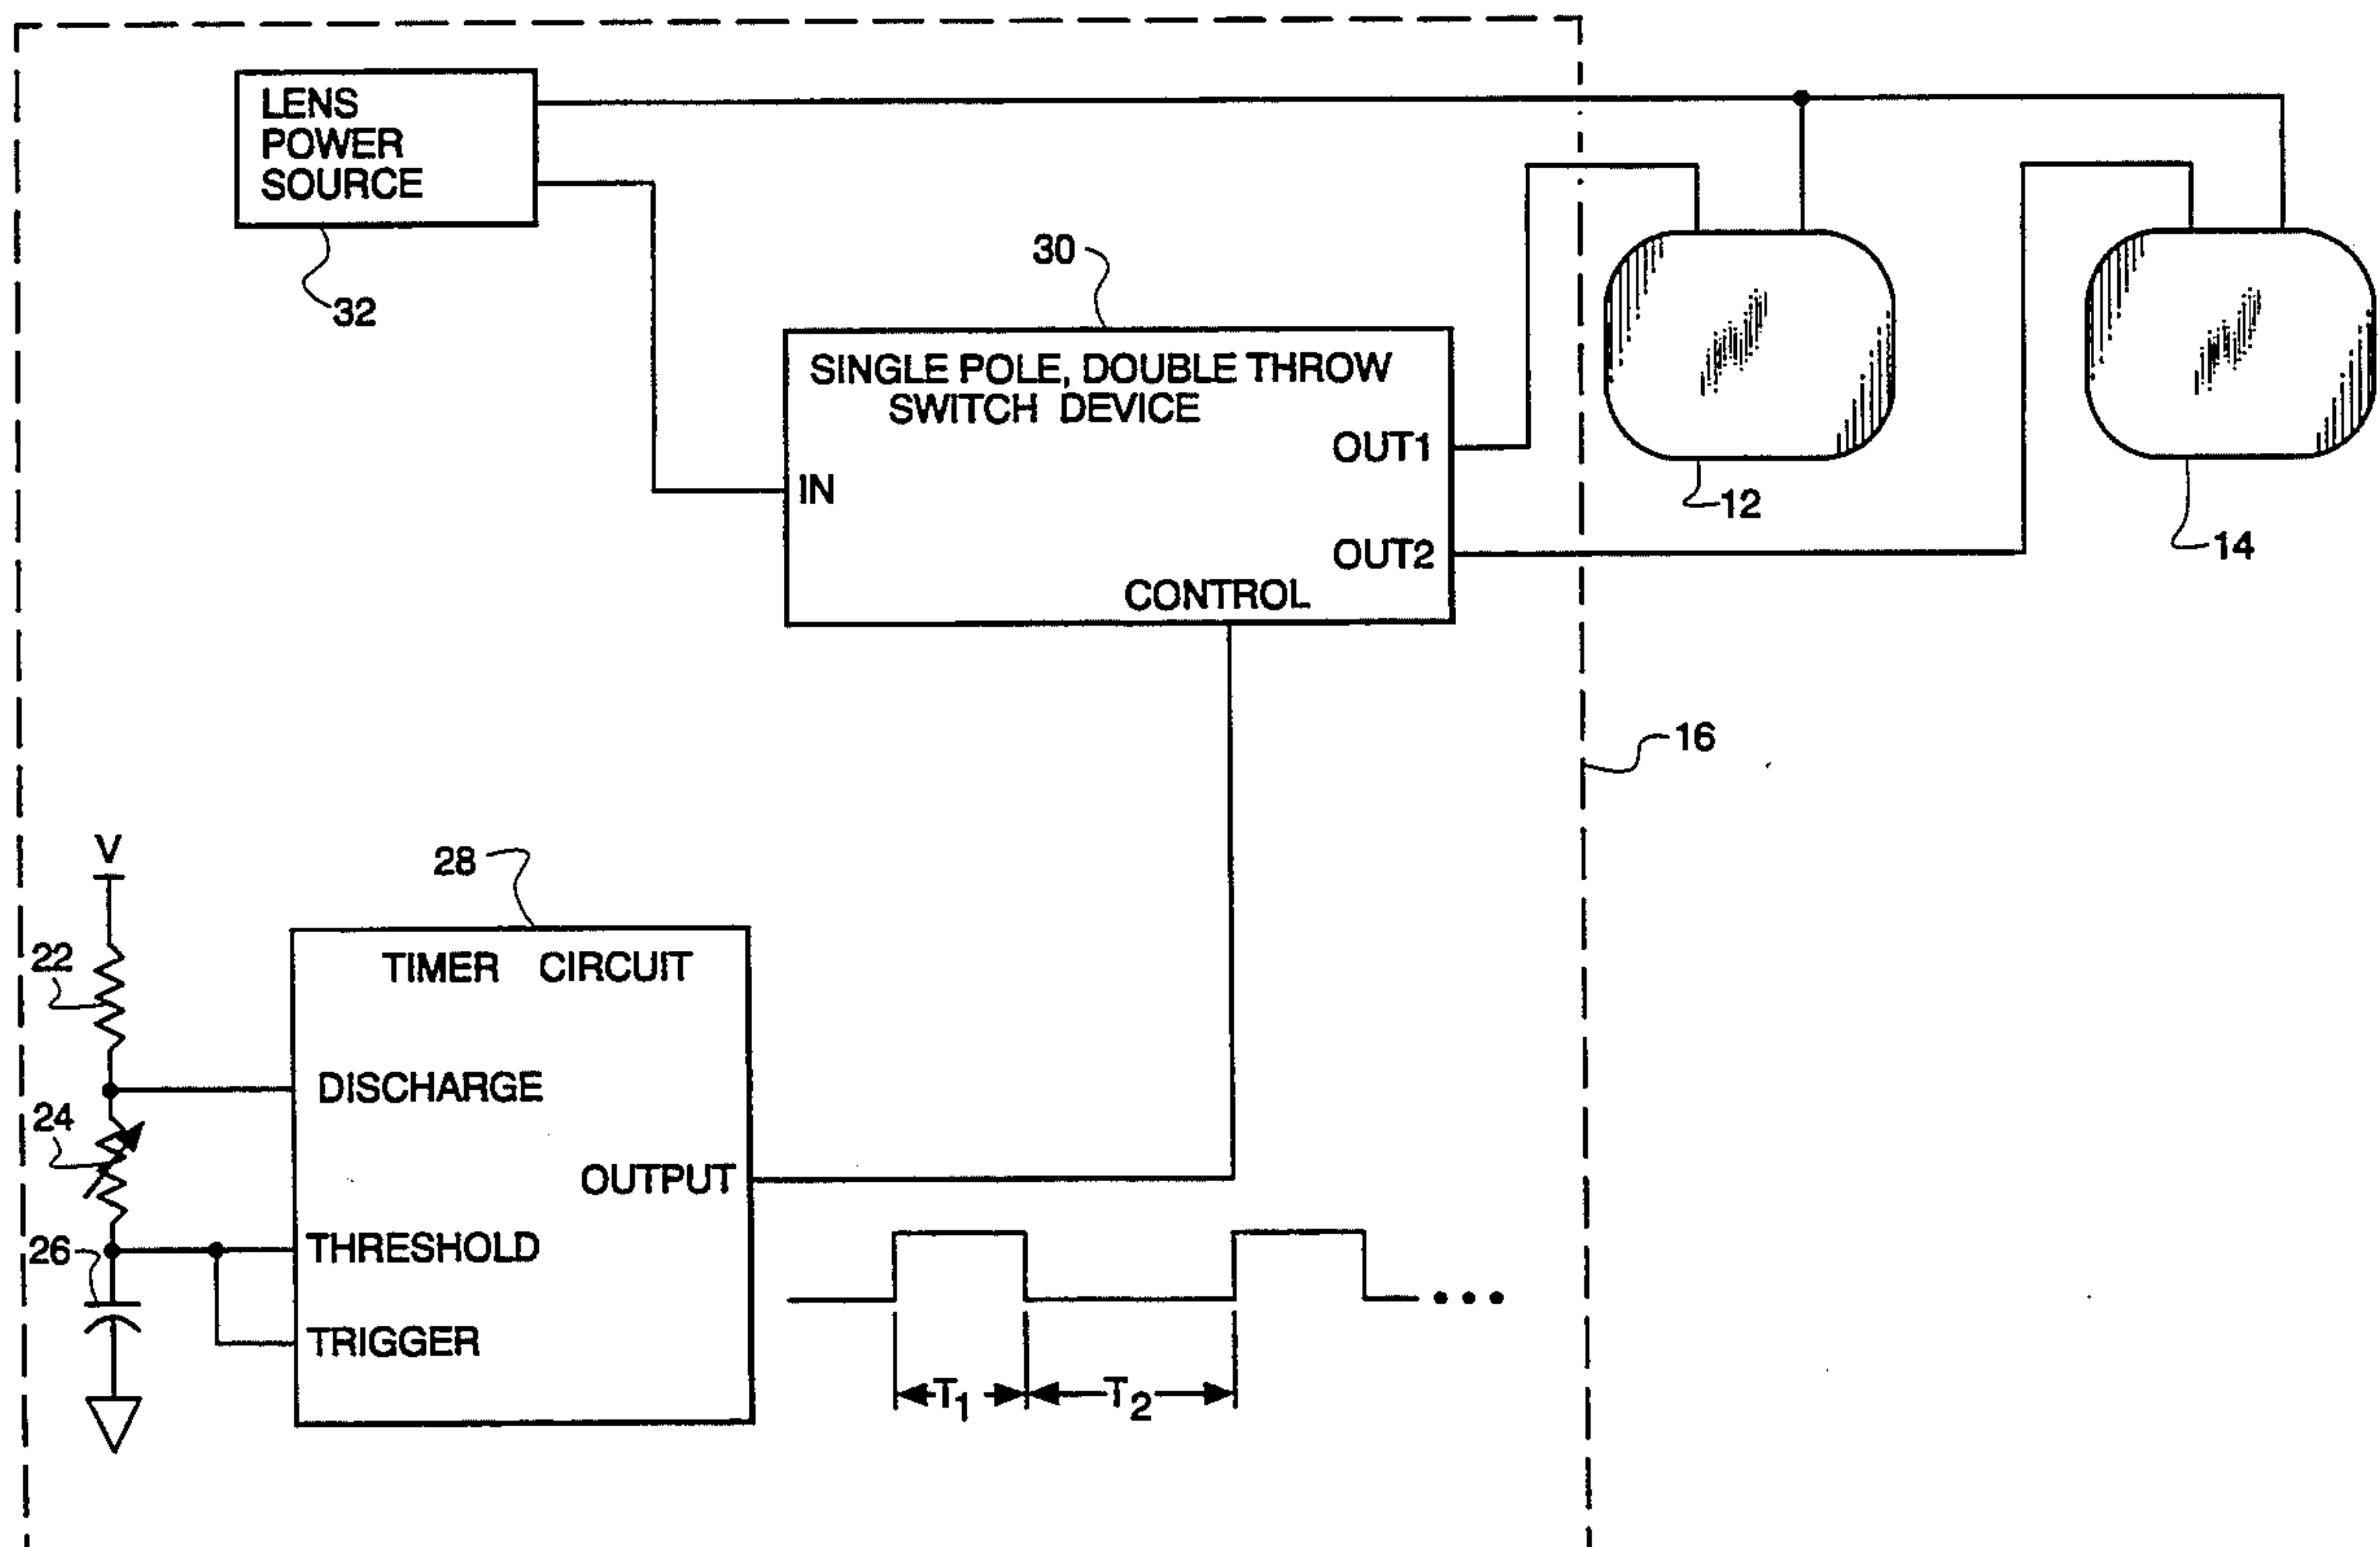 LENS
POWER
SOURCE
32
30
SINGLE POLE, DOUBLE THROW
SWITCH DEVICE
OUT1
IN
OUT2
CONTROL
12
14
16
V
28
22
TIMER CIRCUIT
DISCHARGE
24
OUTPUT
26
THRESHOLD
TRIGGER
T1
T2